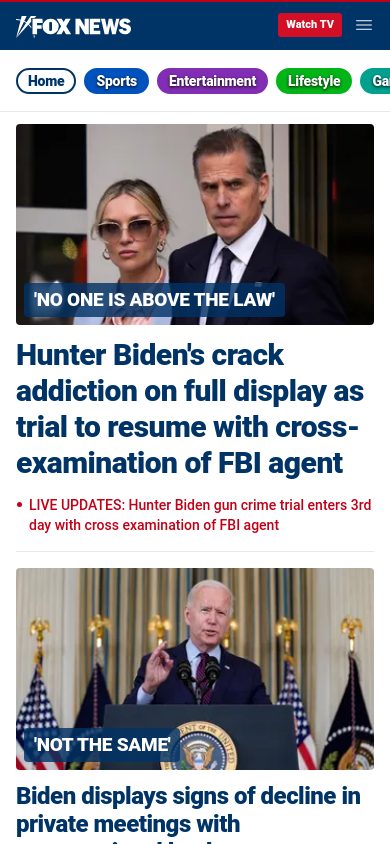 FOX NEWS
Watch TV
Home Sports Entertainment Lifestyle
'NO ONE IS ABOVE THE LAW'
Hunter Biden's crack
addiction on full display as
trial to resume with cross-
examination of FBI agent
• LIVE UPDATES: Hunter Biden gun crime trial enters 3rd
day with cross examination of FBI agent
'NOT THE SAME'
Biden displays signs of decline in
private meetings with